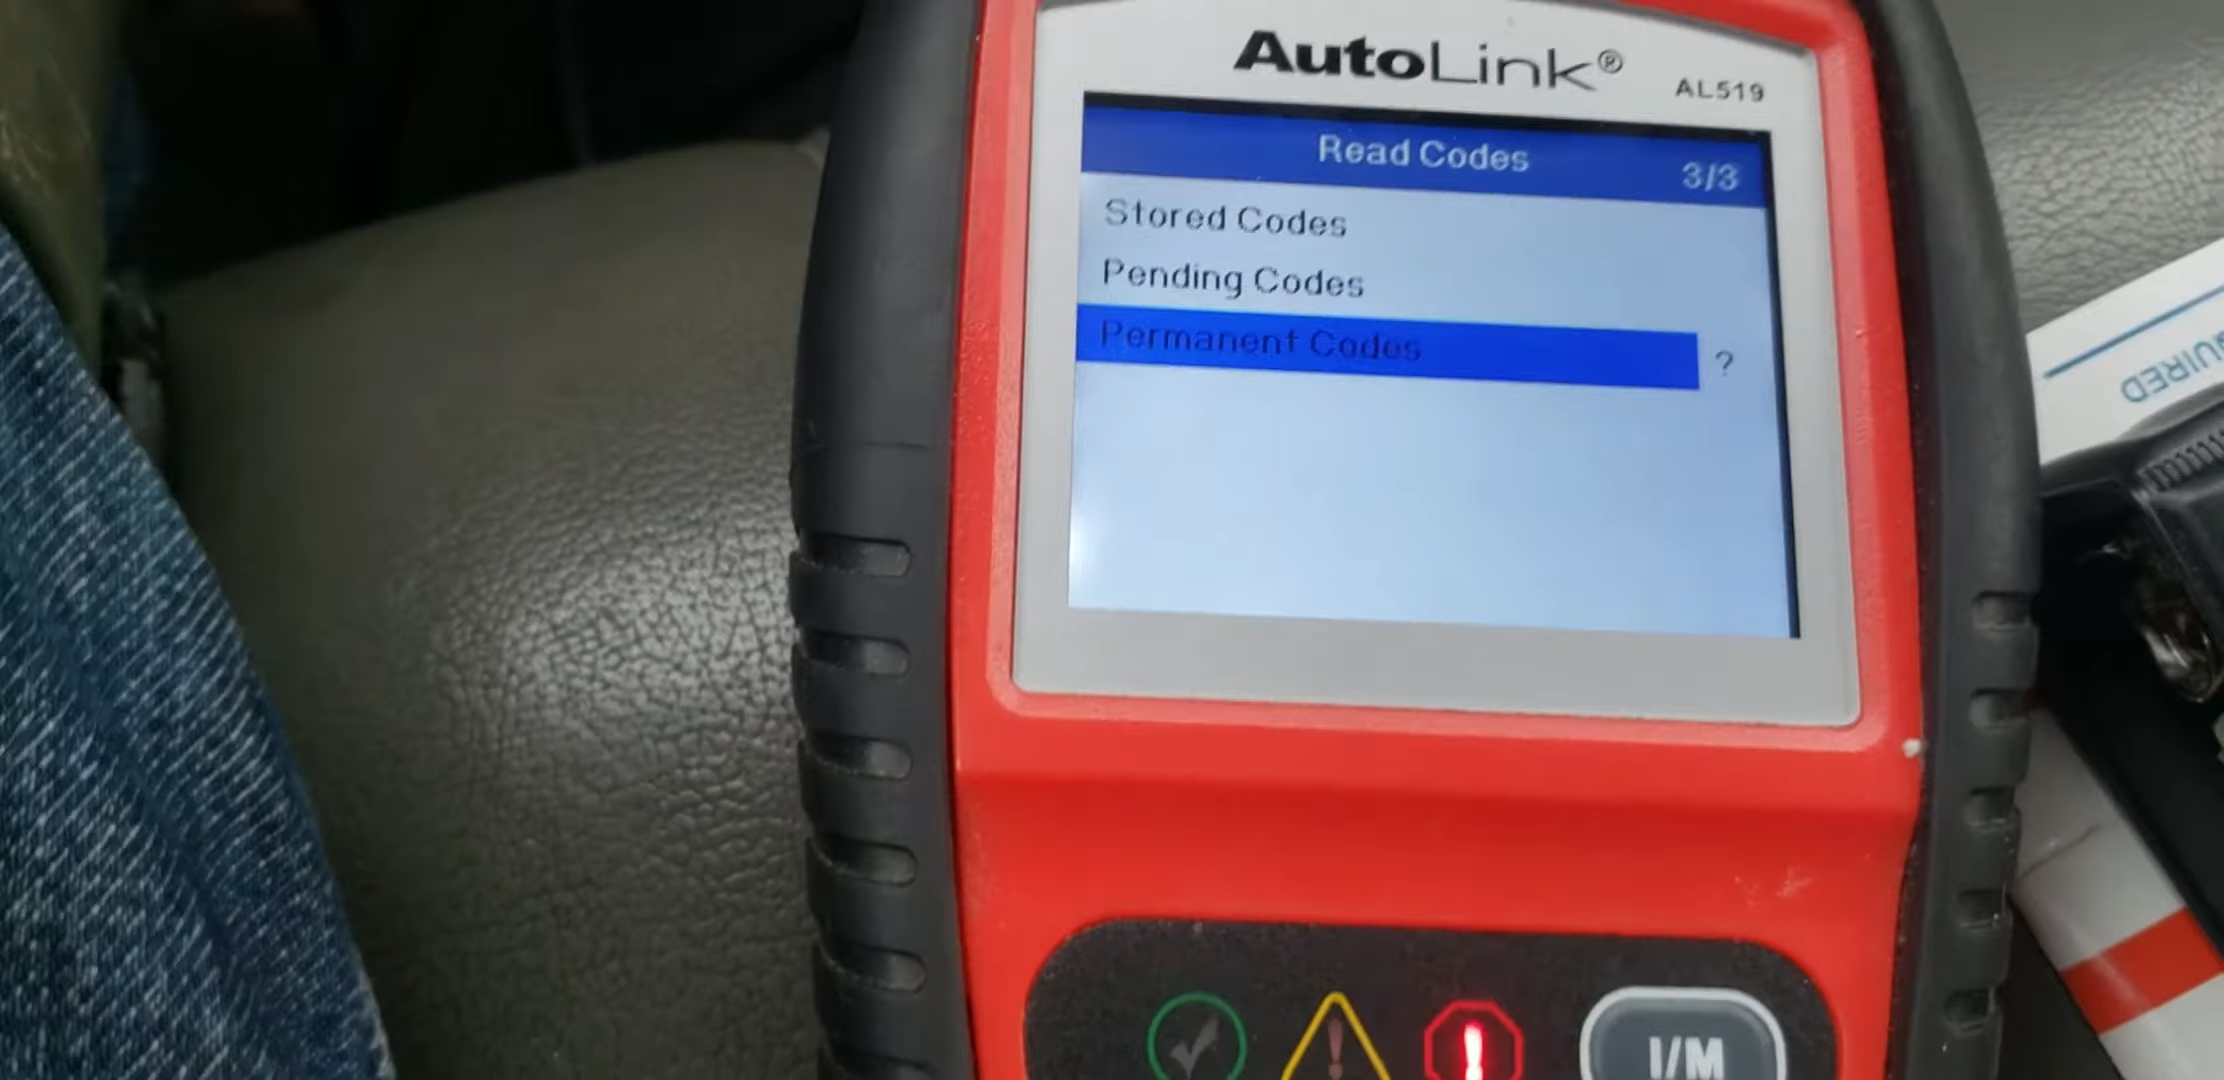 AutoLink®
AL519
Read Codes
3/3
Stored Codes
Pending Codes
Permanent Codes
?
I/M